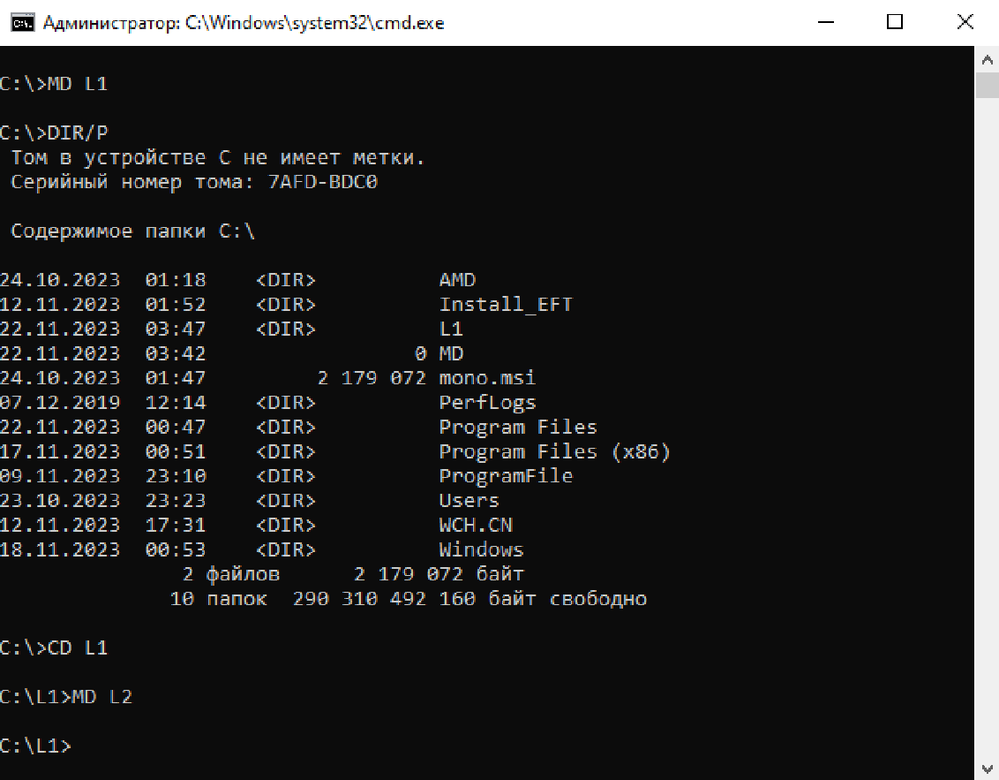 Администратор: C:\Windows\system32\cmd.exe
C:\>MD L1
C:\>DIR/P
Том в устройстве C не имеет метки.
Серийный номер тома: 7AFD-BDC0
Содержимое папки C:\
24.10.2023  01:18    <DIR>          AMD
12.11.2023  01:52    <DIR>          Install_EFT
22.11.2023  03:47    <DIR>          L1
22.11.2023  03:42                 0 MD
24.10.2023  01:47         2 179 072 mono.msi
07.12.2019  12:14    <DIR>          PerfLogs
22.11.2023  00:47    <DIR>          Program Files
17.11.2023  00:51    <DIR>          Program Files (x86)
09.11.2023  23:10    <DIR>          ProgramFile
23.10.2023  23:23    <DIR>          Users
12.11.2023  17:31    <DIR>          WCH.CN
18.11.2023  00:53    <DIR>          Windows
2 файлов      2 179 072 байт
10 папок  290 310 492 160 байт свободно
C:\>CD L1
C:\L1>MD L2
C:\L1>